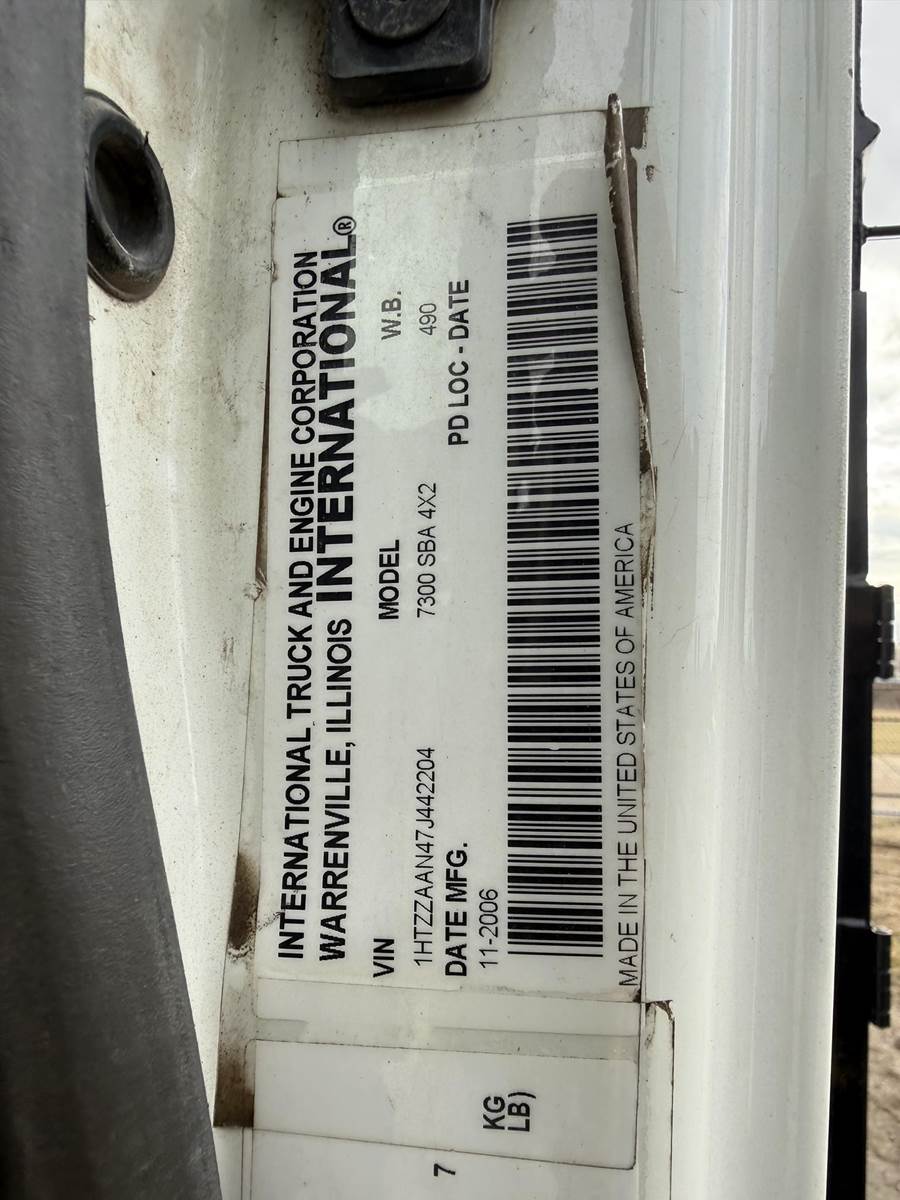 INTERNATIONAL TRUCK AND ENGINE CORPORATION
WARRENVILLE, ILLINOIS INTERNATIONAL®
VIN MODEL W.B.
1HTZZAAN47J442204 7300 SBA 4X2 490
DATE MFG. PD LOC - DATE
11-2006
MADE IN THE UNITED STATES OF AMERICA
7
KG
LB)